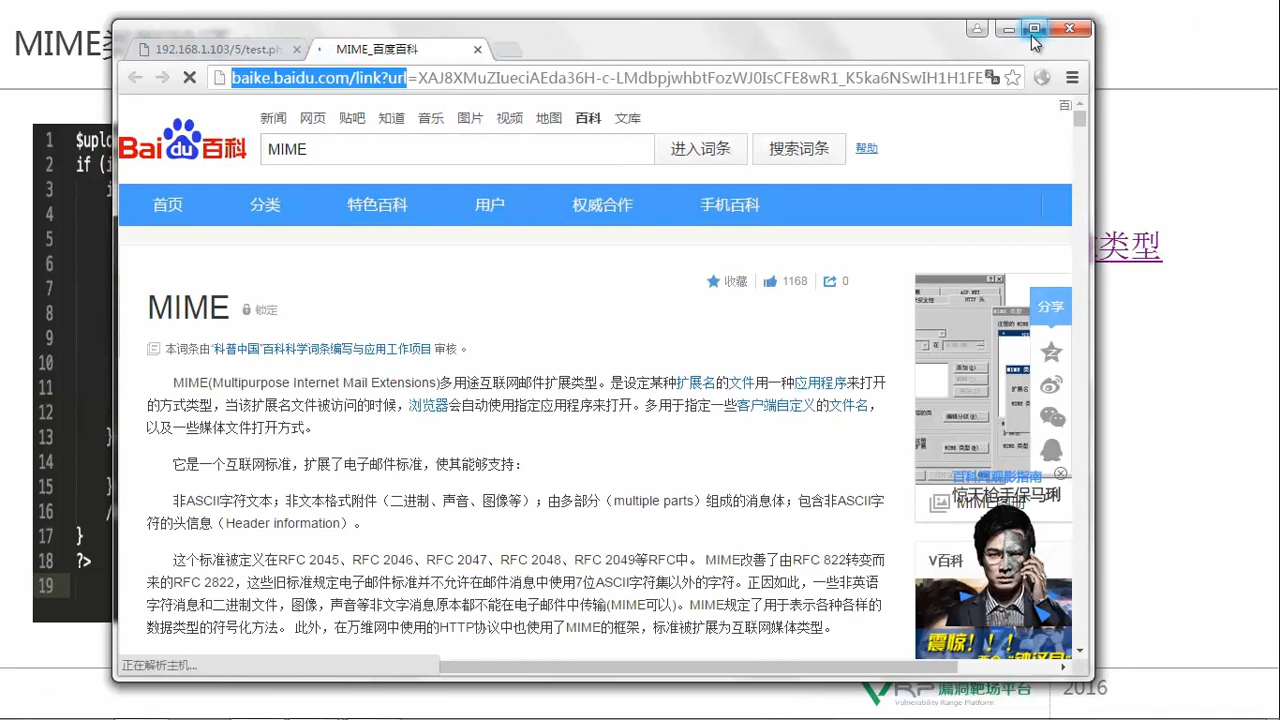 MIME
192.168.1.103/5/test.ph
MIME_百度百科
baike.baidu.com/link?url=XAJ8XMuZIueciAEda36H-c-LMdbpjwhbtFozWJ0IsCFE8wR1_K5ka6NSwIH1H1FE
百
新闻 网页 贴吧 知道 音乐 图片 视频 地图 百科 文库
Baidu百科
MIME
进入词条
搜索词条
帮助
首页 分类 特色百科 用户 权威合作 手机百科
收藏 1168 0
MIME 锁定
本词条由“科普中国”百科科学词条编写与应用工作项目 审核 。
MIME(Multipurpose Internet Mail Extensions)多用途互联网邮件扩展类型。是设定某种扩展名的文件用一种应用程序来打开
的方式类型，当该扩展名文件被访问的时候，浏览器会自动使用指定应用程序来打开。多用于指定一些客户端自定义的文件名，
以及一些媒体文件打开方式。
它是一个互联网标准，扩展了电子邮件标准，使其能够支持：
非ASCII字符文本；非文本格式附件（二进制、声音、图像等）；由多部分（multiple parts）组成的消息体；包含非ASCII字
符的头信息（Header information）。
这个标准被定义在RFC 2045、RFC 2046、RFC 2047、RFC 2048、RFC 2049等RFC中。 MIME改善了由RFC 822转变而
来的RFC 2822，这些旧标准规定电子邮件标准并不允许在邮件消息中使用7位ASCII字符集以外的字符。正因如此，一些非英语
字符消息和二进制文件，图像，声音等非文字消息原本都不能在电子邮件中传输(MIME可以)。MIME规定了用于表示各种各样的
数据类型的符号化方法。此外，在万维网中使用的HTTP协议中也使用了MIME的框架，标准被扩展为互联网媒体类型。
分享
惊天枪手保马琍
V百科
震惊！！！
正在解析主机...
1 $uplo
2 if (i
3
4
5
6
7
8
9
10
11
12
13 }
14
15 }
16 /
17 }
18 ?>
19
类型
VRP 漏洞靶场平台
Vulnerability Range Platform
2016